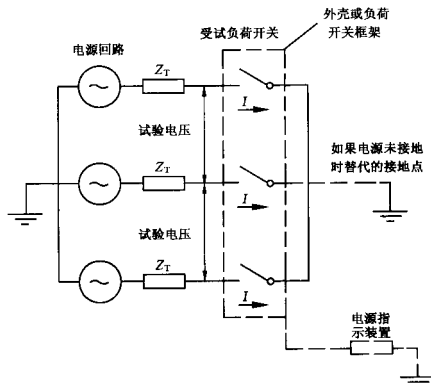 外壳或负荷
开关框架
受试负荷开关
电源回路
Z_T
I
试验电压
如果电源未接地
时替代的接地点
Z_T
I
试验电压
Z_T
I
电源指
示装置